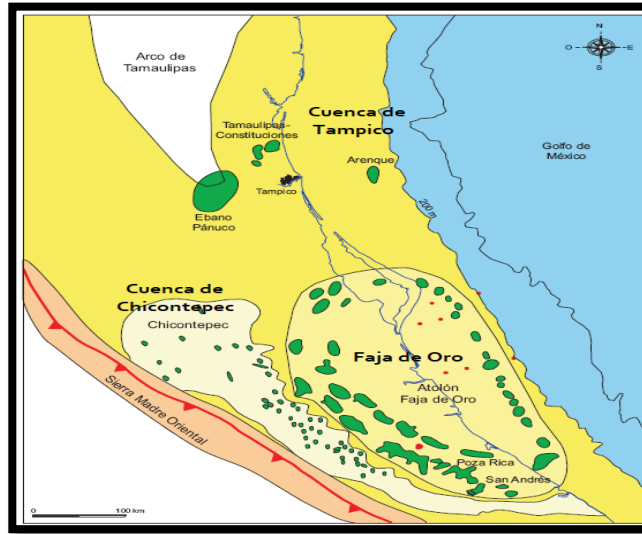 Arco de
Tamaulipas
N
O
E
S
Cuenca de
Tampico
Tamaulipas-
Constituciones
Arenque
Golfo de
México
Tampico
200 m
Ebano
Pánuco
Cuenca de
Chicontepec
Chicontepec
Faja de Oro
Atolón
Faja de Oro
Sierra Madre Oriental
Poza Rica
San Andrés
0
100 km